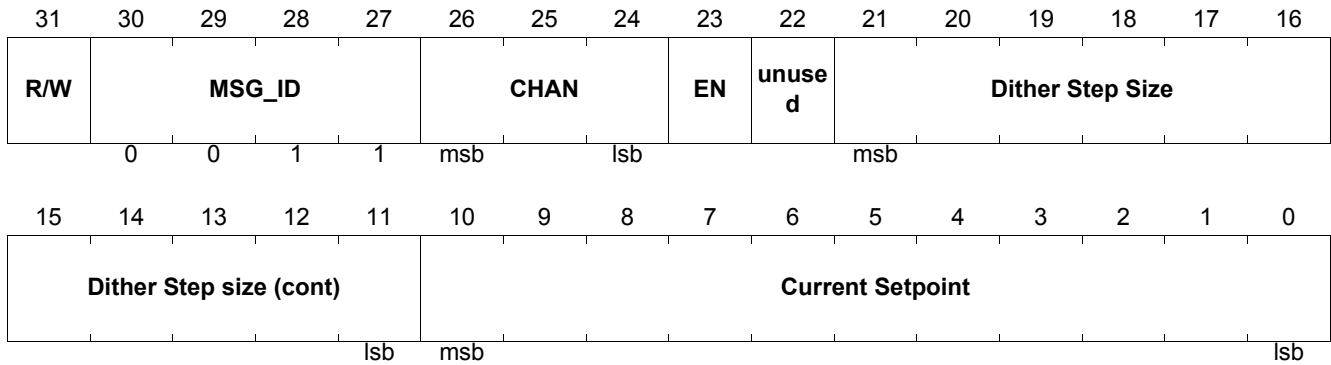 31 30 29 28 27 26 25 24 23 22 21 20 19 18 17 16
R/W MSG_ID CHAN EN unuse Dither Step Size
d
0 0 1 1 msb lsb msb
15 14 13 12 11 10 9 8 7 6 5 4 3 2 1 0
Dither Step size (cont) Current Setpoint
lsb msb lsb